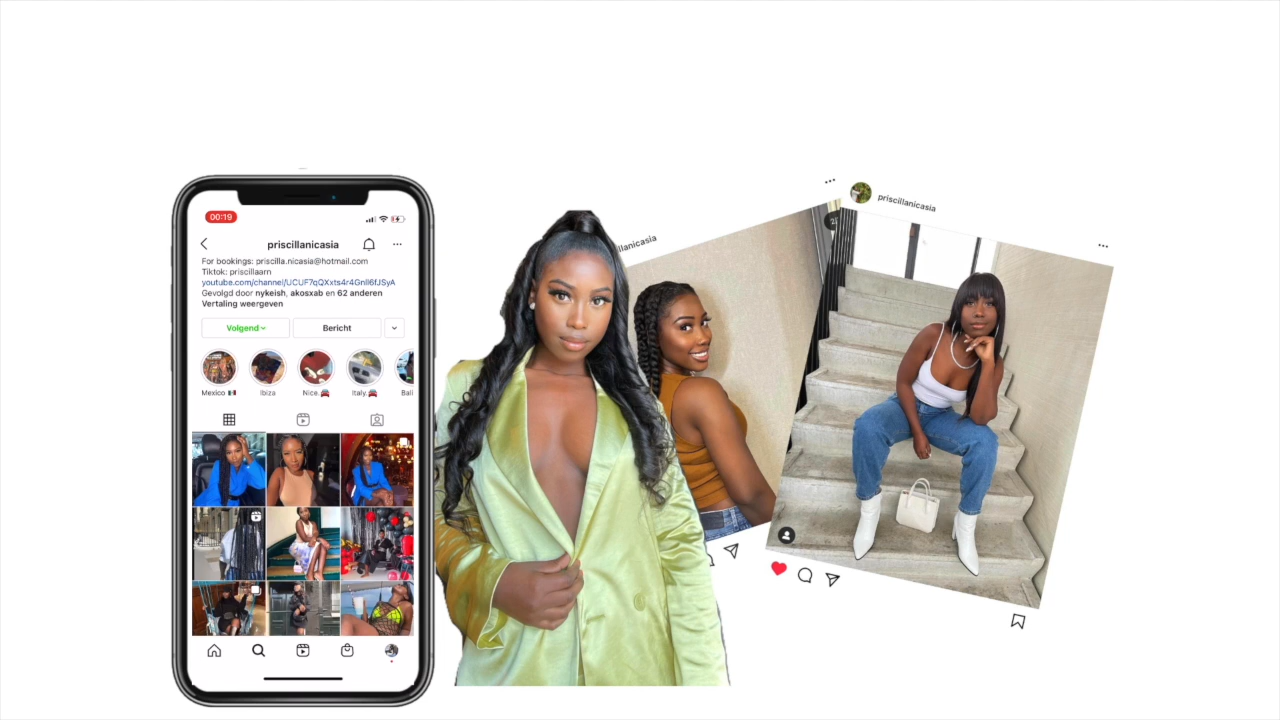 00:19
priscillanicasia
For bookings: priscilla.nicasia@hotmail.com
Tiktok: priscillaarn
youtube.com/channel/UCUF7qQXxts4r4Gnll6fJSyA
Gevolgd door nykeish, akosxab en 62 anderen
Vertaling weergeven
Volgend
Bericht
Mexico Ibiza Nice. Italy. Bali
llanicasia
priscillanicasia